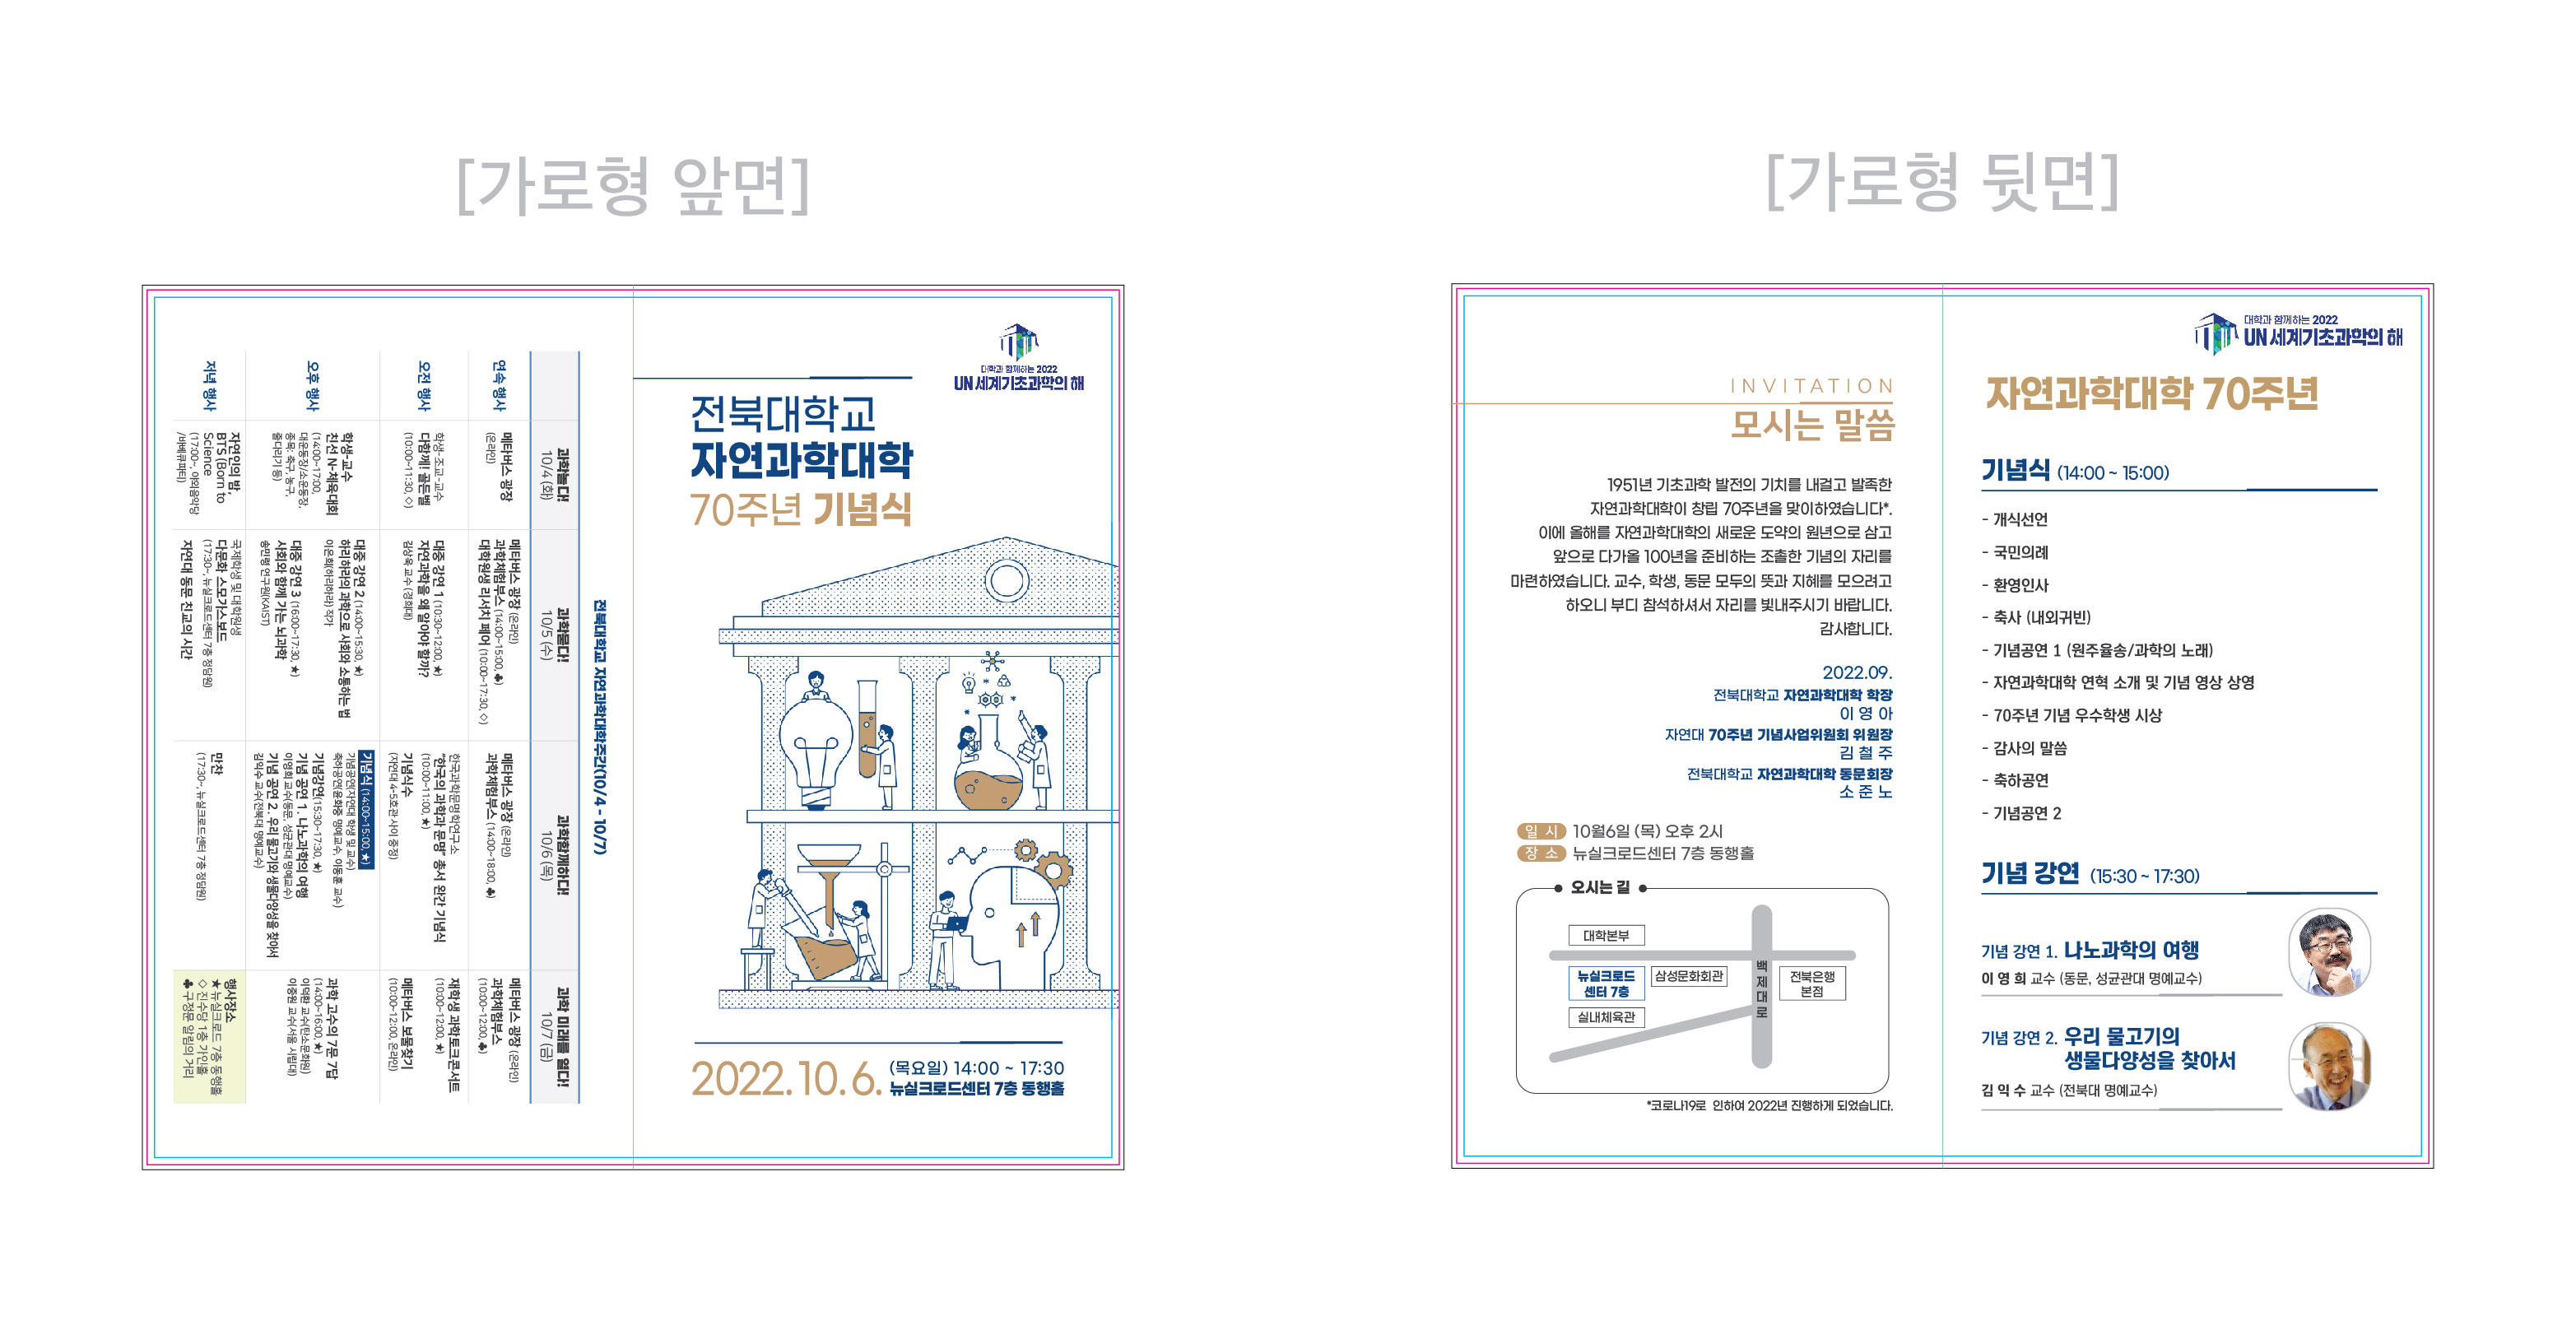 [가로형 앞면]
전북대학교 자연과학대학주간(10/4 - 10/7)
과학놀다!
10/4 (화)
과학묻다!
10/5 (수)
과학함께하다!
10/6 (목)
과학 미래를 열다!
10/7 (금)
연속 행사
메타버스 광장
(온라인)
메타버스 광장 (온라인)
과학체험부스 (14:00~15:00, ♣)
대학원생 리서치 페어 (10:00~17:30, ◇)
메타버스 광장 (온라인)
과학체험부스 (14:00~18:00, ♣)
메타버스 광장 (온라인)
과학체험부스
(10:00~12:00, ♣)
오전 행사
학생-조교-교수
다함께! 골든벨
(10:00~11:30, ◇)
대중 강연 1 (10:30~12:00, ★)
자연과학을 왜 알아야 할까?
김상욱 교수 (경희대)
한국과학문명학연구소
“한국의 과학과 문명” 총서 완간 기념식
(10:00~11:00, ★)
기념식수
(자연대 4-5호관 사이 중정)
재학생 과학토크콘서트
(10:00~12:00, ★)
메타버스 보물찾기
(10:00~12:00, 온라인)
오후 행사
학생-교수
친선 N-체육대회
(14:00~17:00,
대운동장/소운동장,
종목: 축구, 농구,
줄다리기 등)
대중 강연 2 (14:00~15:30, ★)
하리하라의 과학으로 사회와 소통하는 법
이은희(하리하라) 작가
대중 강연 3 (16:00~17:30, ★)
사회와 함께 가는 뇌과학
송민령 연구원(KAIST)
기념식 (14:00~15:00, ★)
기념공연(자연대 학생 및 교수)
축하공연(윤화중 명예교수, 이동훈 교수)
기념강연(15:30~17:30, ★)
기념 공연 1. 나노과학의 여행
이영희 교수(동문, 성균관대 명예교수)
기념 공연 2. 우리 물고기와 생물다양성을 찾아서
김익수 교수(전북대 명예교수)
과학 고수의 7문 7답
(14:00~16:00, ★)
이덕환 교수(탄소문화원)
이중원 교수(서울 시립대)
저녁 행사
자연인의 밤,
BTS (Born to
Science
(17:00~, 야외음악당
/바베큐파티)
국제학생 및 대학원생
다문화 스모가스보드
(17:30~, 뉴실크로드센터 7층 정담원)
자연대 동문 친교의 시간
만찬
(17:30~, 뉴실크로드센터 7층 정담원)
행사장소
★ 뉴실크로드 7층 동행홀
◇ 진수당 1층 가인홀
♣ 구정문 알림의 거리
대학과 함께하는 2022
UN 세계기초과학의 해
전북대학교
자연과학대학
70주년 기념식
2022.10.6. (목요일) 14:00 ~ 17:30
뉴실크로드센터 7층 동행홀
[가로형 뒷면]
INVITATION
모시는 말씀
1951년 기초과학 발전의 기치를 내걸고 발족한
자연과학대학이 창립 70주년을 맞이하였습니다*.
이에 올해를 자연과학대학의 새로운 도약의 원년으로 삼고
앞으로 다가올 100년을 준비하는 조촐한 기념의 자리를
마련하였습니다. 교수, 학생, 동문 모두의 뜻과 지혜를 모으려고
하오니 부디 참석하셔서 자리를 빛내주시기 바랍니다.
감사합니다.
2022.09.
전북대학교 자연과학대학 학장
이 영 아
자연대 70주년 기념사업위원회 위원장
김 철 주
전북대학교 자연과학대학 동문회장
소 준 노
일 시 10월6일 (목) 오후 2시
장 소 뉴실크로드센터 7층 동행홀
오시는 길
대학본부
뉴실크로드
센터 7층
삼성문화회관
실내체육관
백제대로
전북은행
본점
*코로나19로 인하여 2022년 진행하게 되었습니다.
대학과 함께하는 2022
UN 세계기초과학의 해
자연과학대학 70주년
기념식 (14:00 ~ 15:00)
- 개식선언
- 국민의례
- 환영인사
- 축사 (내외귀빈)
- 기념공연 1 (원주율송/과학의 노래)
- 자연과학대학 연혁 소개 및 기념 영상 상영
- 70주년 기념 우수학생 시상
- 감사의 말씀
- 축하공연
- 기념공연 2
기념 강연 (15:30 ~ 17:30)
기념 강연 1. 나노과학의 여행
이 영 희 교수 (동문, 성균관대 명예교수)
기념 강연 2. 우리 물고기의
생물다양성을 찾아서
김 익 수 교수 (전북대 명예교수)